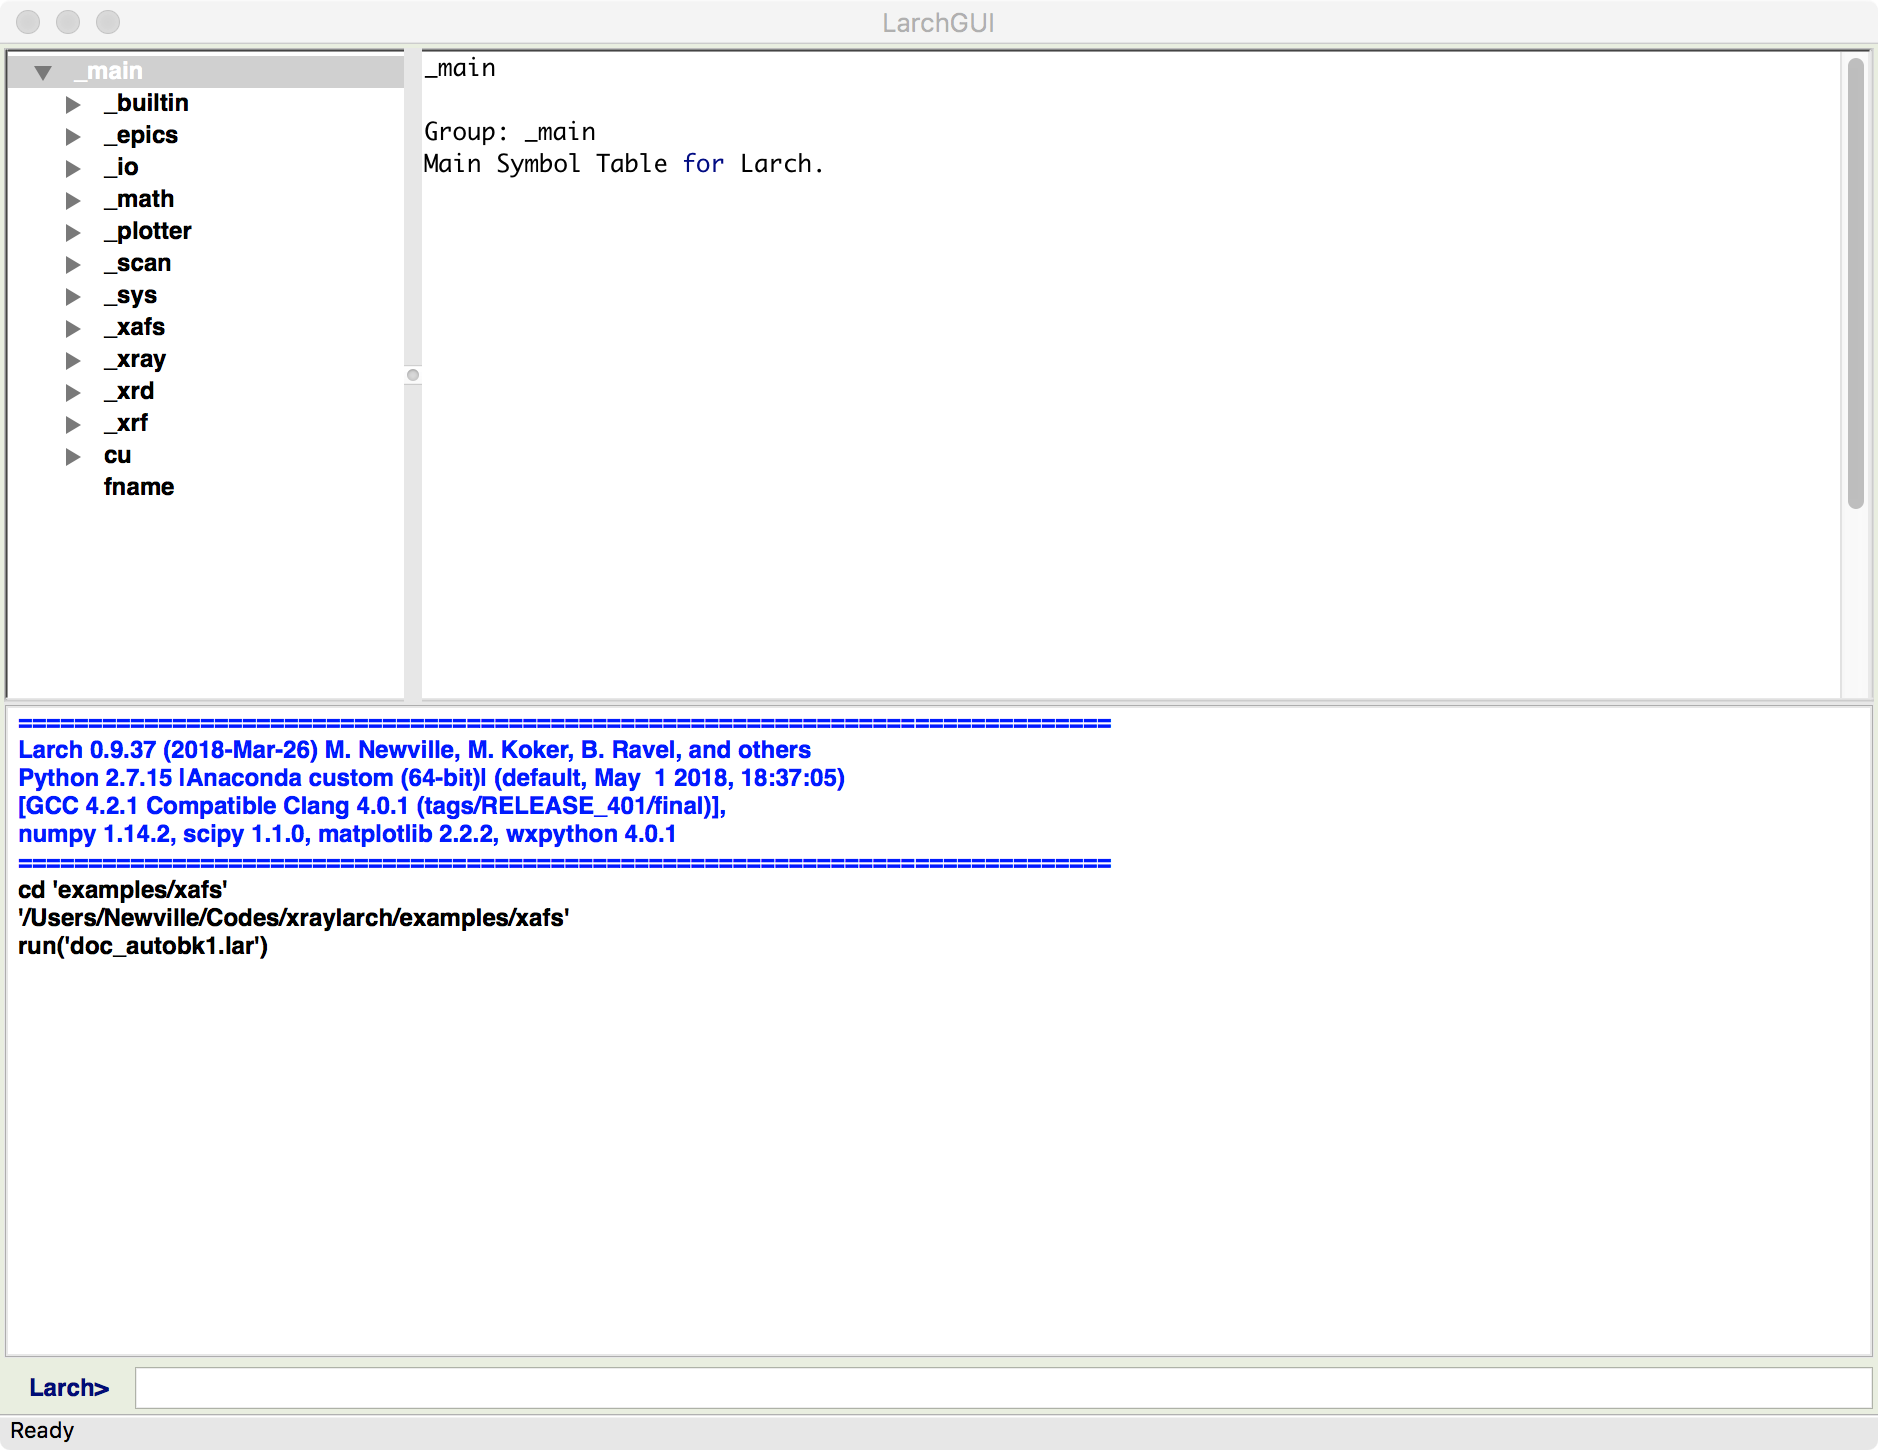 LarchGUI
_main
_builtin
_epics
_io
_math
_plotter
_scan
_sys
_xafs
_xray
_xrd
_xrf
cu
fname
_main
Group: _main
Main Symbol Table for Larch.
==============================================================================
Larch 0.9.37 (2018-Mar-26) M. Newville, M. Koker, B. Ravel, and others
Python 2.7.15 |Anaconda custom (64-bit)| (default, May  1 2018, 18:37:05)
[GCC 4.2.1 Compatible Clang 4.0.1 (tags/RELEASE_401/final)],
numpy 1.14.2, scipy 1.1.0, matplotlib 2.2.2, wxpython 4.0.1
==============================================================================
cd 'examples/xafs'
'/Users/Newville/Codes/xraylarch/examples/xafs'
run('doc_autobk1.lar')
Larch>
Ready